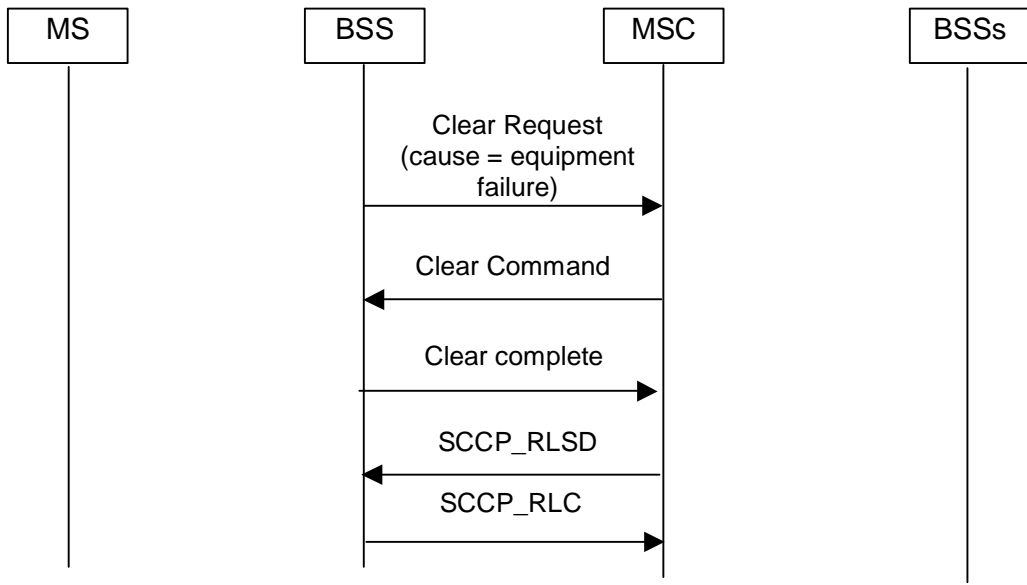 MS
BSS
MSC
BSSs
Clear Request
(cause = equipment
failure)
Clear Command
Clear complete
SCCP_RLSD
SCCP_RLC